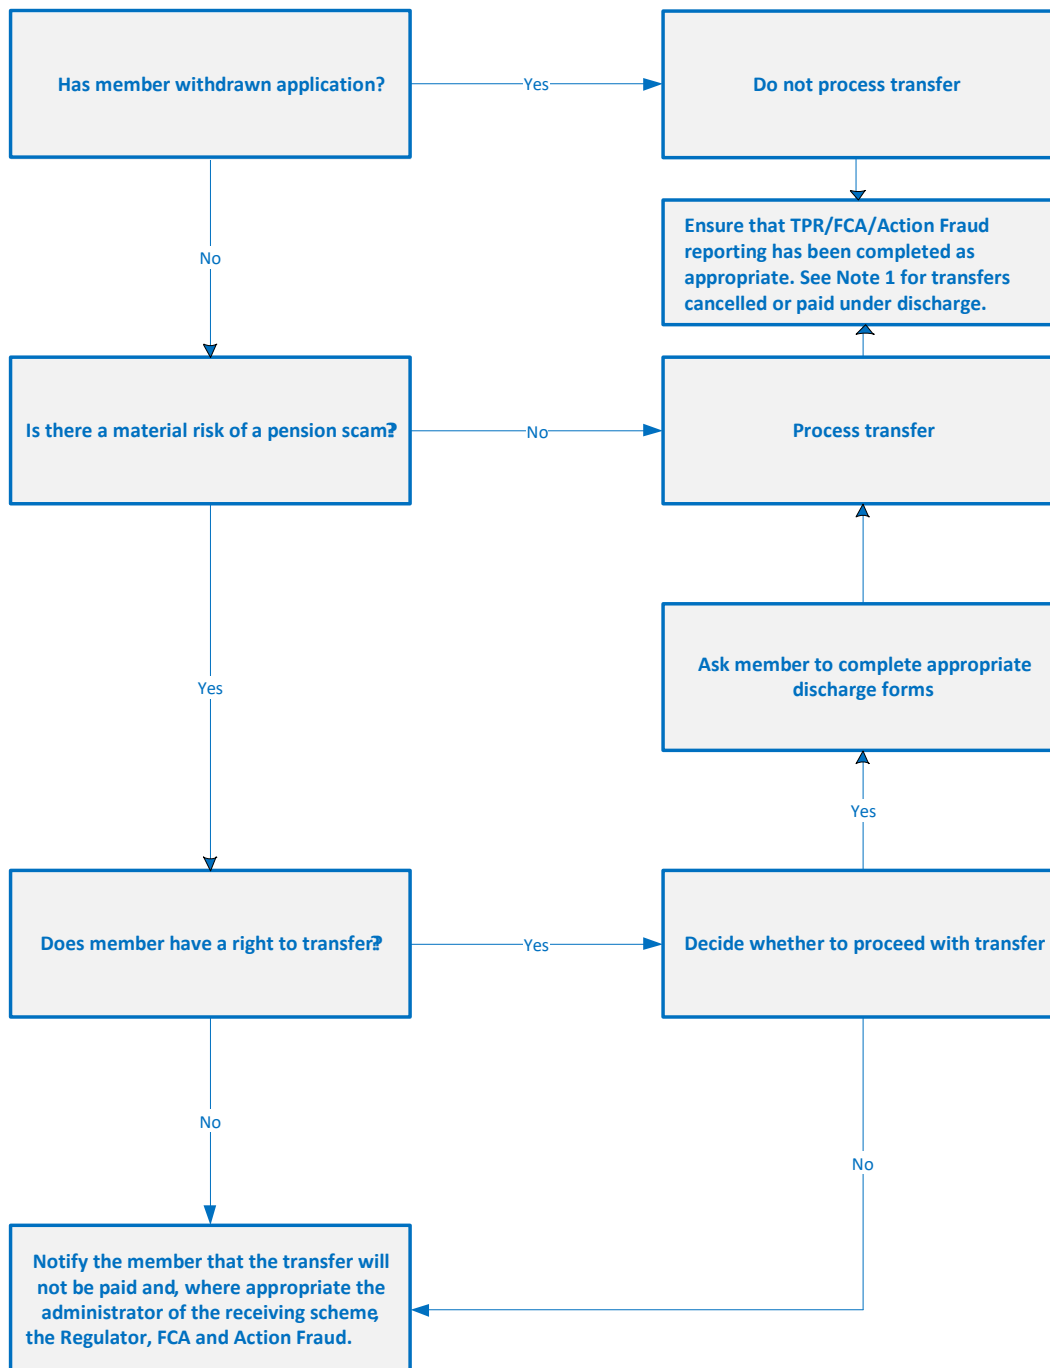 Has member withdrawn application?
Yes
Do not process transfer
No
Ensure that TPR/FCA/Action Fraud
reporting has been completed as
appropriate. See Note 1 for transfers
cancelled or paid under discharge.
Is there a material risk of a pension scam?
No
Process transfer
Yes
Ask member to complete appropriate
discharge forms
Yes
Does member have a right to transfer?
Yes
Decide whether to proceed with transfer
No
No
Notify the member that the transfer will
not be paid and, where appropriate the
administrator of the receiving scheme,
the Regulator, FCA and Action Fraud.